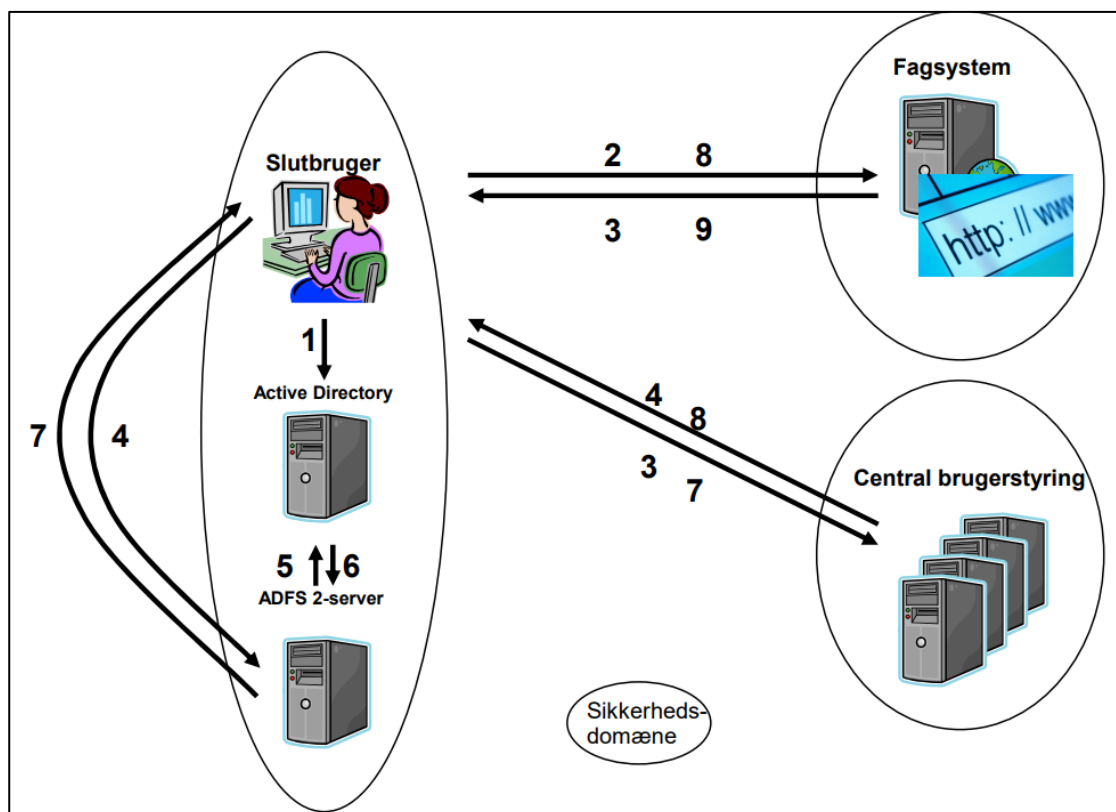 Fagsystem
Slutbruger
2 8
3 9
http: // www
1
Active Directory
4
8
3
7
7
4
Central brugerstyring
5 6
ADFS 2-server
Sikkerheds-
domæne